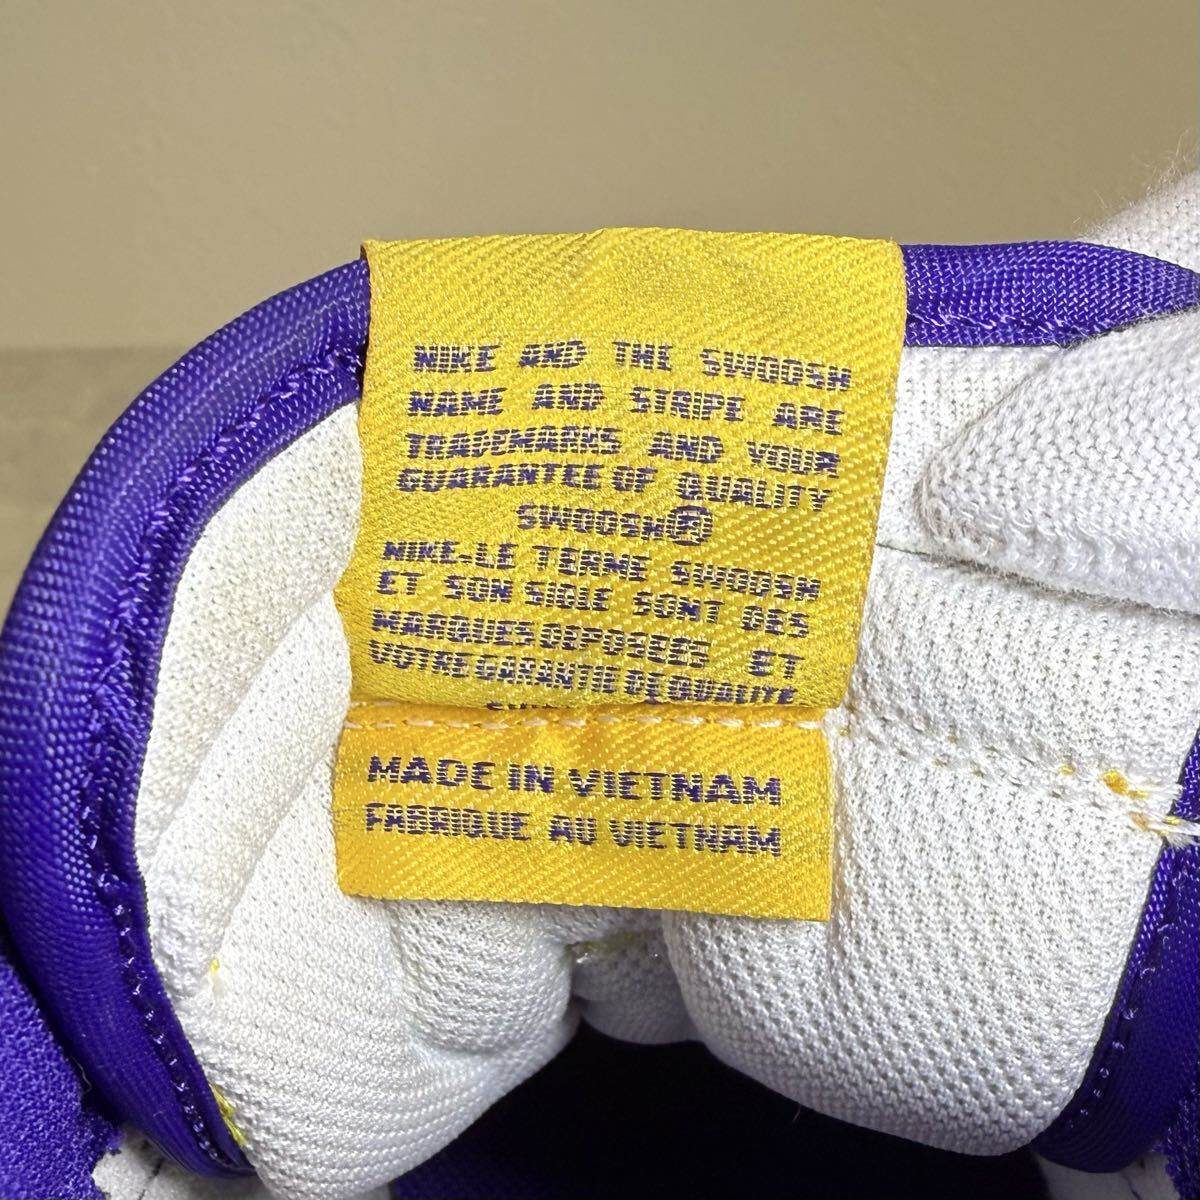 NIKE AND THE SWOOSH
NAME AND STRIPE ARE
TRADEMARKS AND YOUR
GUARANTEE OF QUALITY
SWOOSH®
NIKE-LE TERME SWOOSH
ET SON SIGLE SONT DES
MARQUES DEPOSEES ET
VOTRE GARANTIE DE QUALITE
MADE IN VIETNAM
FABRIQUE AU VIETNAM